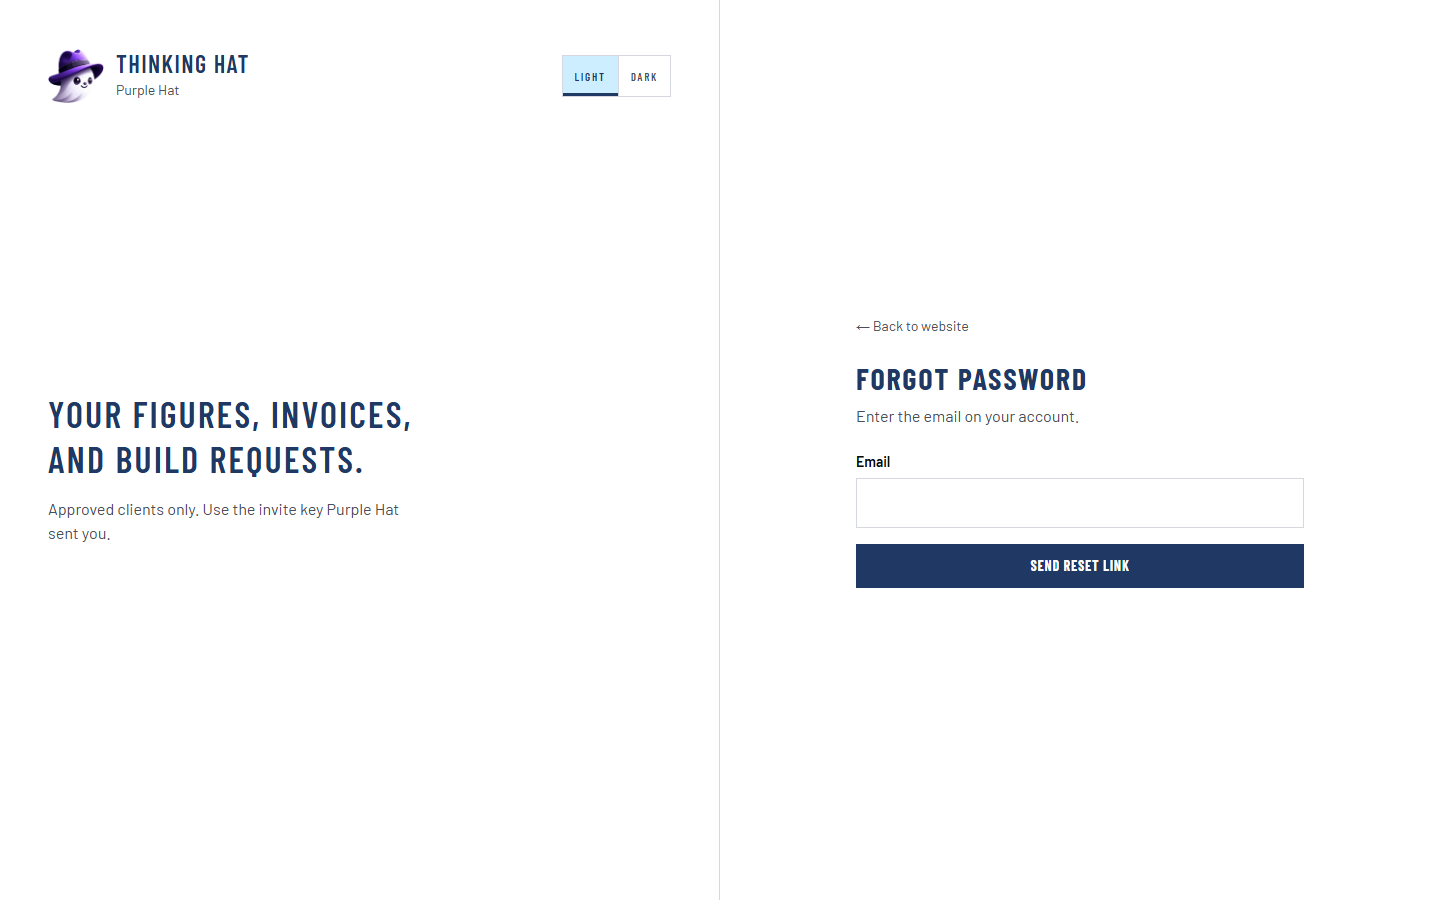 THINKING HAT
Purple Hat
LIGHT
DARK
YOUR FIGURES, INVOICES,
AND BUILD REQUESTS.
Approved clients only. Use the invite key Purple Hat
sent you.
← Back to website
FORGOT PASSWORD
Enter the email on your account.
Email
SEND RESET LINK